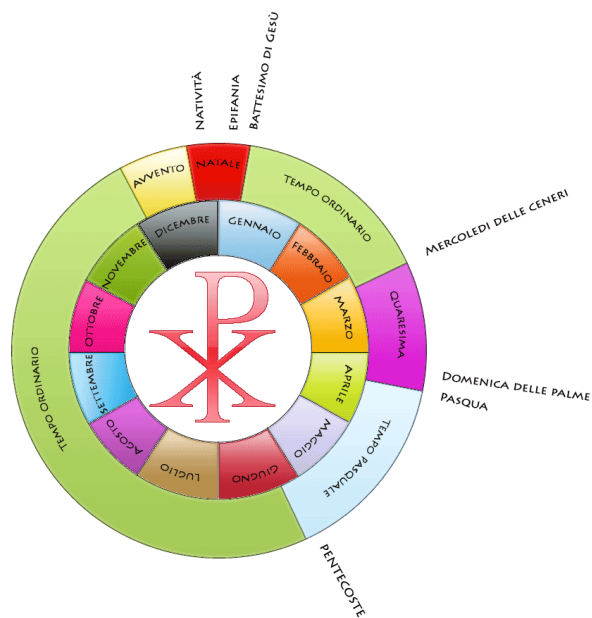 NATIVITÀ
EPIFANIA
BATTESIMO DI GESÙ
AVVENTO
NATALE
TEMPO ORDINARIO
MERCOLEDI DELLE CENERI
QUARESIMA
DOMENICA DELLE PALME
PASQUA
TEMPO PASQUALE
PENTECOSTE
TEMPO ORDINARIO
GENNAIO
FEBBRAIO
MARZO
APRILE
MAGGIO
GIUGNO
LUGLIO
AGOSTO
SETTEMBRE
OTTOBRE
NOVEMBRE
DICEMBRE